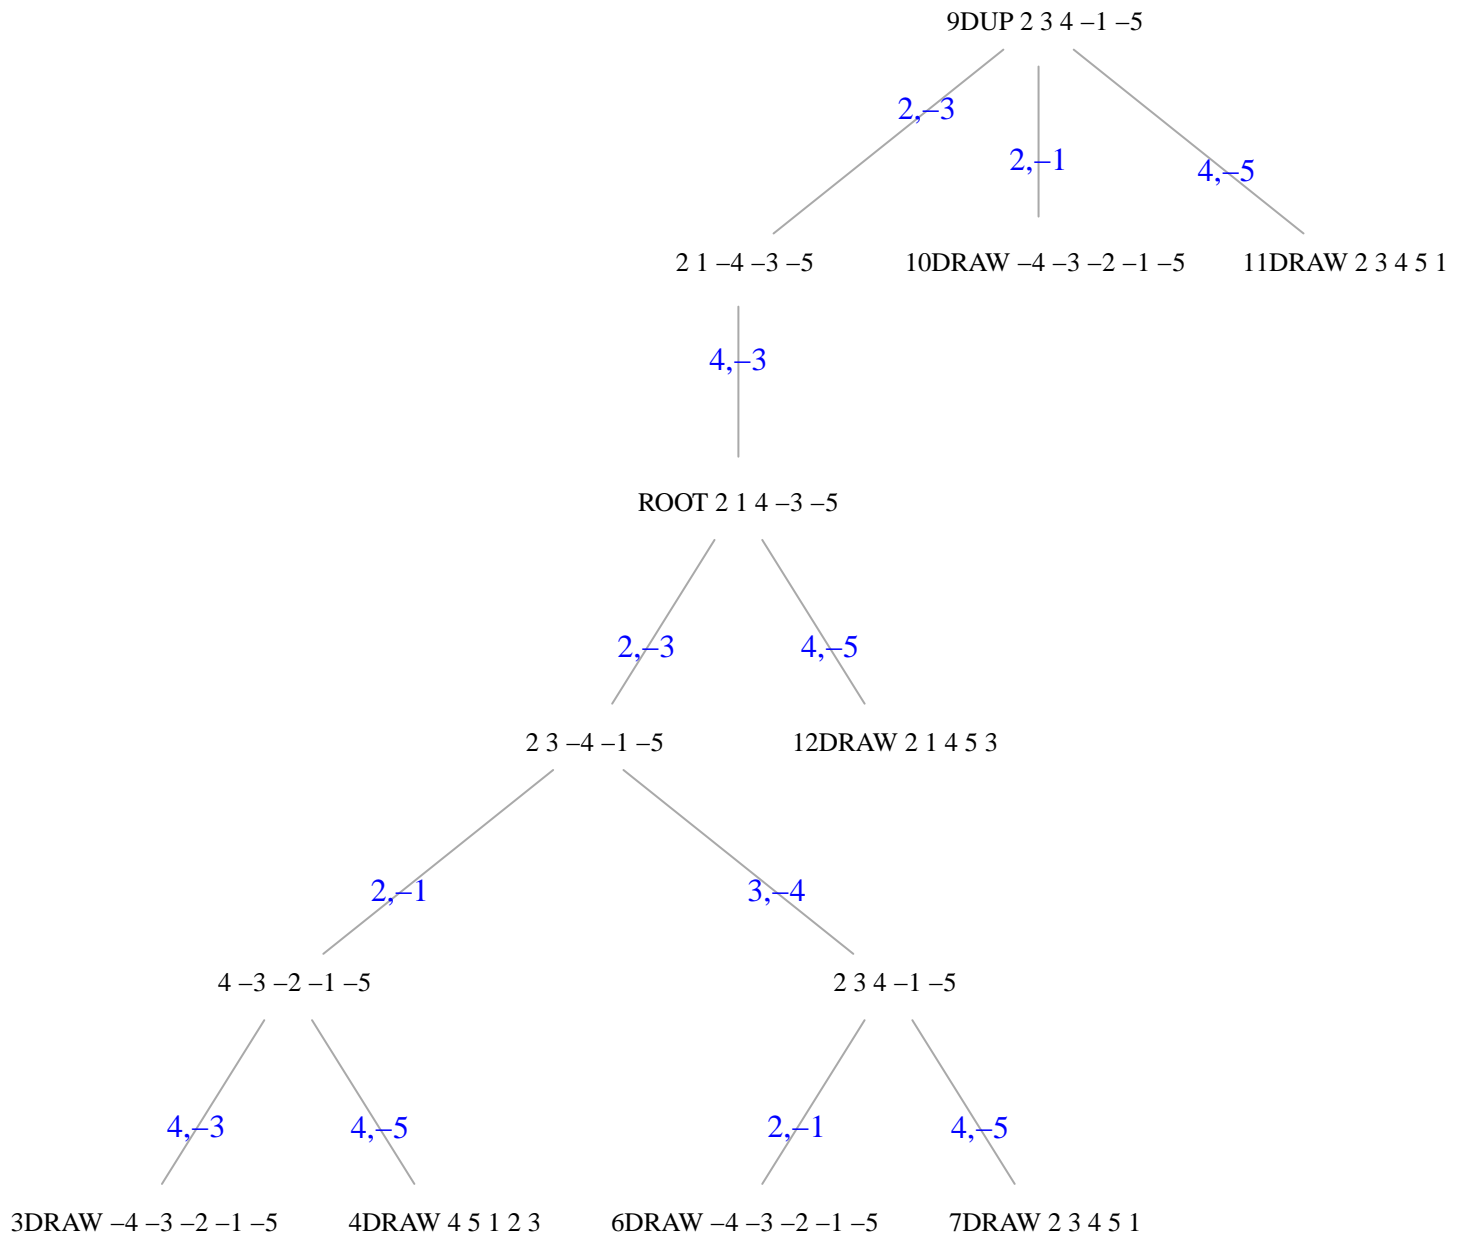 9DUP 2 3 4 –1 –5
2,–3
2,–1
4,–5
2 1 –4 –3 –5
10DRAW –4 –3 –2 –1 –5
11DRAW 2 3 4 5 1
4,–3
ROOT 2 1 4 –3 –5
2,–3
4,–5
2 3 –4 –1 –5
12DRAW 2 1 4 5 3
2,–1
3,–4
4 –3 –2 –1 –5
2 3 4 –1 –5
4,–3
4,–5
2,–1
4,–5
3DRAW –4 –3 –2 –1 –5
4DRAW 4 5 1 2 3
6DRAW –4 –3 –2 –1 –5
7DRAW 2 3 4 5 1